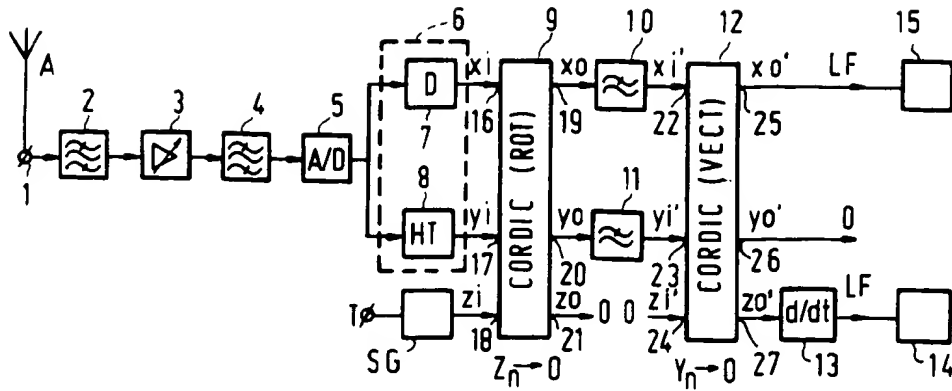 6 9 10 12 15
A
D xi xo xi' xo' LF
2 3 4 5 7 16 19 22 25
A/D
1
8 11
HT yi yo yi' yo' 0
17 20 23 26
CORDIC (ROT)
CORDIC (VECT)
T zi zo 0 0 zi' zo' d/dt LF
SG 18 21 24 27 13 14
Zn→0 Yn→0